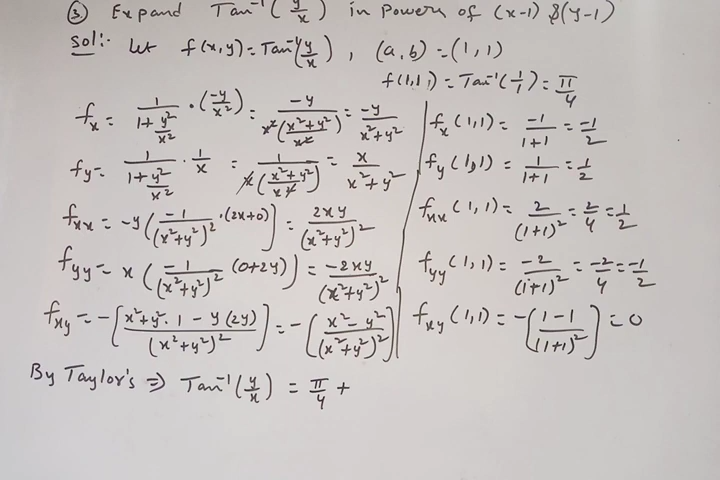 ③ Expand Tan⁻¹(y/x) in powers of (x-1) & (y-1)
Sol:- let f(x,y) = Tan⁻¹(y/x), (a,b) = (1,1)
f(1,1) = Tan⁻¹(1/1) = π/4
fx = 1/(1+y²/x²) · (-y/x²) = -y/(x²((x²+y²)/x²)) = -y/(x²+y²)
fx(1,1) = -1/(1+1) = -1/2
fy = 1/(1+y²/x²) · 1/x = 1/(x((x²+y²)/x²)) = x/(x²+y²)
fy(1,1) = 1/(1+1) = 1/2
fxx = -y(-1/(x²+y²)² · (2x+0)) = 2xy/(x²+y²)²
fxx(1,1) = 2/(1+1)² = 2/4 = 1/2
fyy = x(-1/(x²+y²)² (0+2y)) = -2xy/(x²+y²)²
fyy(1,1) = -2/(1+1)² = -2/4 = -1/2
fxy = -[(x²+y²·1 - y(2y))/(x²+y²)²] = -((x²-y²)/(x²+y²)²)
fxy(1,1) = -[(1-1)/(1+1)²] = 0
By Taylor's ⇒ Tan⁻¹(y/x) = π/4 +